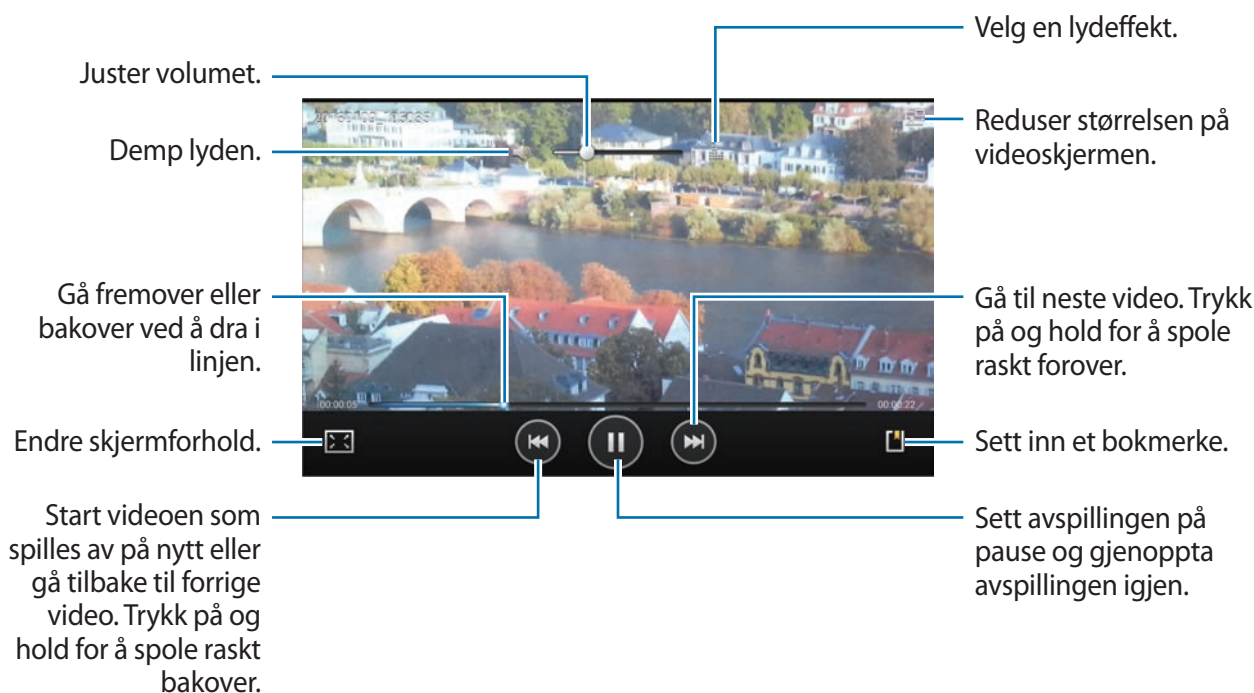 Velg en lydeffekt.
Juster volumet.
Demp lyden.
Reduser størrelsen på
videoskjermen.
Gå fremover eller
bakover ved å dra i
linjen.
Gå til neste video. Trykk
på og hold for å spole
raskt forover.
00:00:05
00:00:22
Endre skjermforhold.
Sett inn et bokmerke.
Start videoen som
spilles av på nytt eller
gå tilbake til forrige
video. Trykk på og
hold for å spole raskt
bakover.
Sett avspillingen på
pause og gjenoppta
avspillingen igjen.